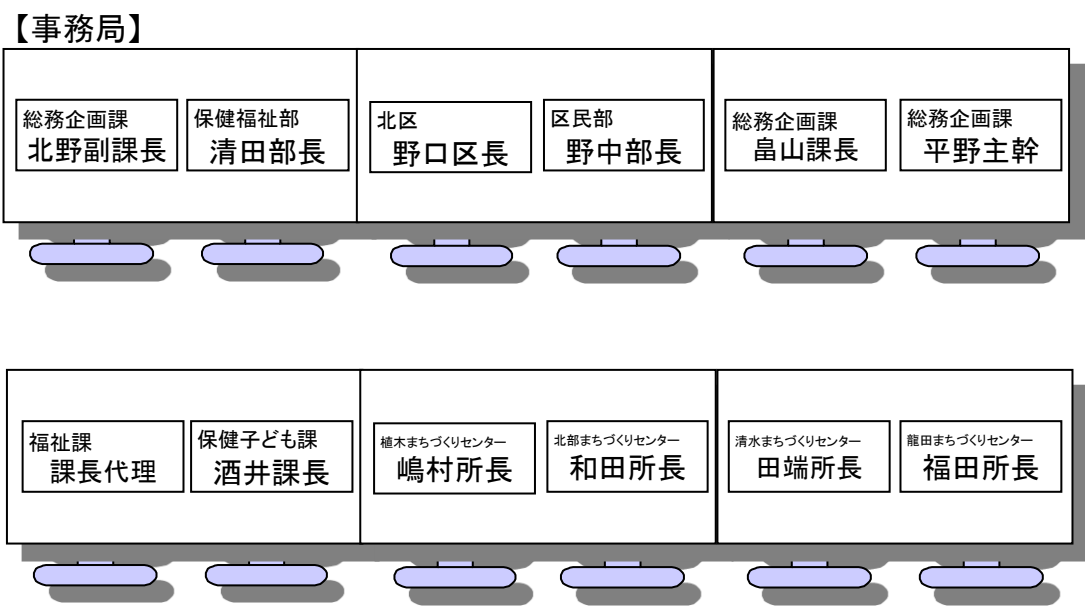 【事務局】
総務企画課
北野副課長
保健福祉部
清田部長
北区
野口区長
区民部
野中部長
総務企画課
畠山課長
総務企画課
平野主幹
福祉課
課長代理
保健子ども課
酒井課長
植木まちづくりセンター
嶋村所長
北部まちづくりセンター
和田所長
清水まちづくりセンター
田端所長
龍田まちづくりセンター
福田所長